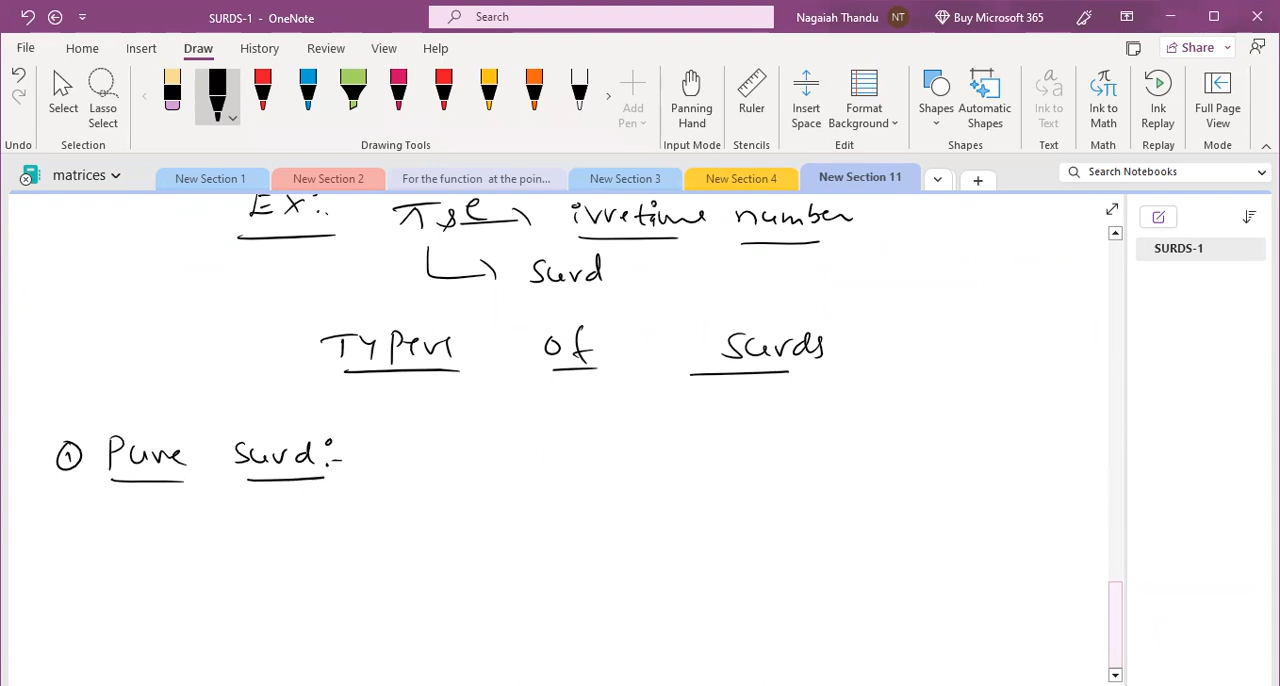 SURDS-1 - OneNote
Search
Nagaiah Thandu NT
Buy Microsoft 365
File Home Insert Draw History Review View Help
Share
Select
Lasso Select
Add Pen
Panning Hand
Ruler
Insert Space
Format Background
Shapes
Automatic Shapes
Ink to Text
Ink to Math
Ink Replay
Full Page View
Undo Selection Drawing Tools Input Mode Stencils Edit Shapes Text Math Replay Mode
matrices New Section 1 New Section 2 For the function at the poin... New Section 3 New Section 4 New Section 11 + Search Notebooks
SURDS-1
Ex:. π, e → number
surd
of surds
① Pure surd:-